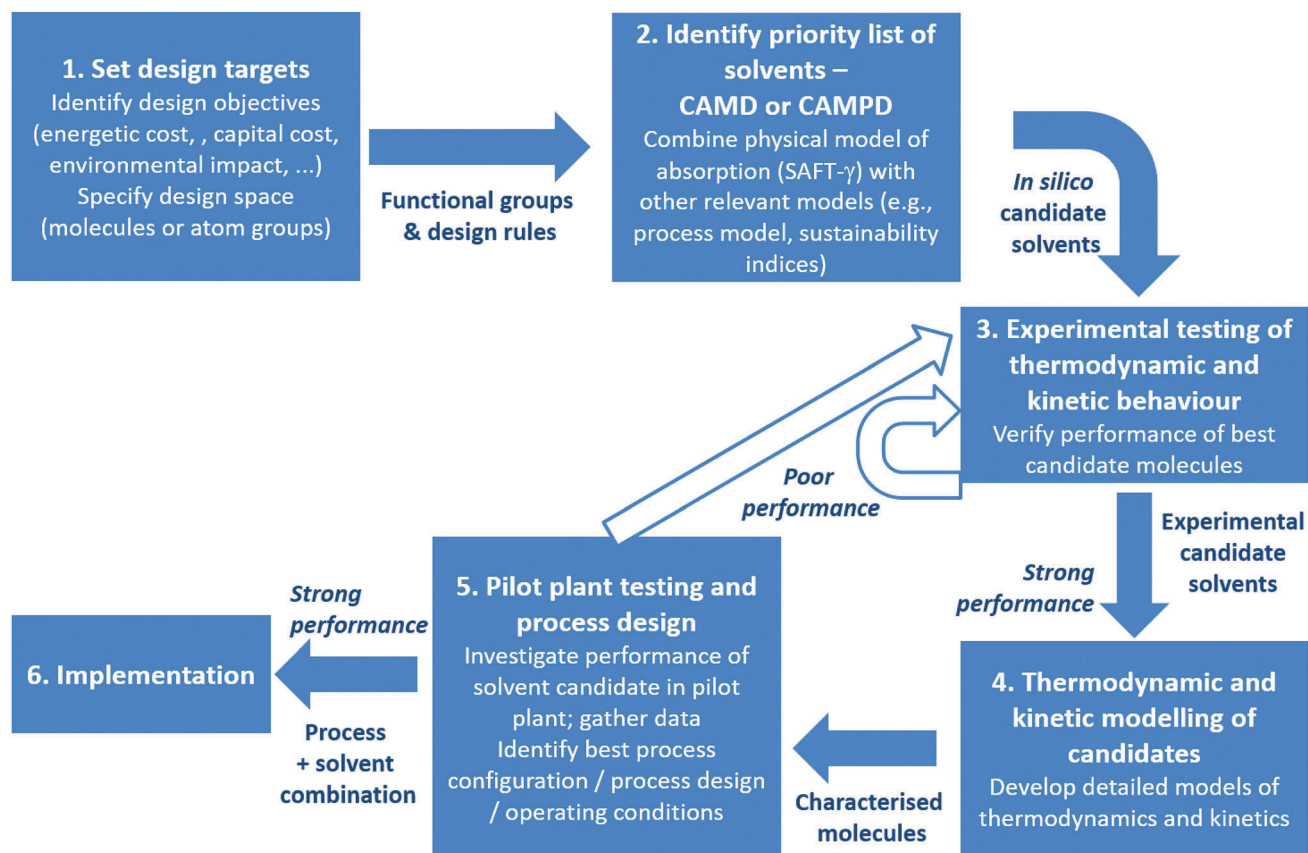 1. Set design targets
Identify design objectives
(energetic cost, , capital cost,
environmental impact, ...)
Specify design space
(molecules or atom groups)
Functional groups
& design rules
2. Identify priority list of
solvents –
CAMD or CAMPD
Combine physical model of
absorption (SAFT-γ) with
other relevant models (e.g.,
process model, sustainability
indices)
In silico
candidate
solvents
3. Experimental testing of
thermodynamic and
kinetic behaviour
Verify performance of best
candidate molecules
Poor
performance
Experimental
candidate
solvents
Strong
performance
4. Thermodynamic and
kinetic modelling of
candidates
Develop detailed models of
thermodynamics and kinetics
Characterised
molecules
5. Pilot plant testing and
process design
Investigate performance of
solvent candidate in pilot
plant; gather data
Identify best process
configuration / process design
/ operating conditions
Strong
performance
Process
+ solvent
combination
6. Implementation